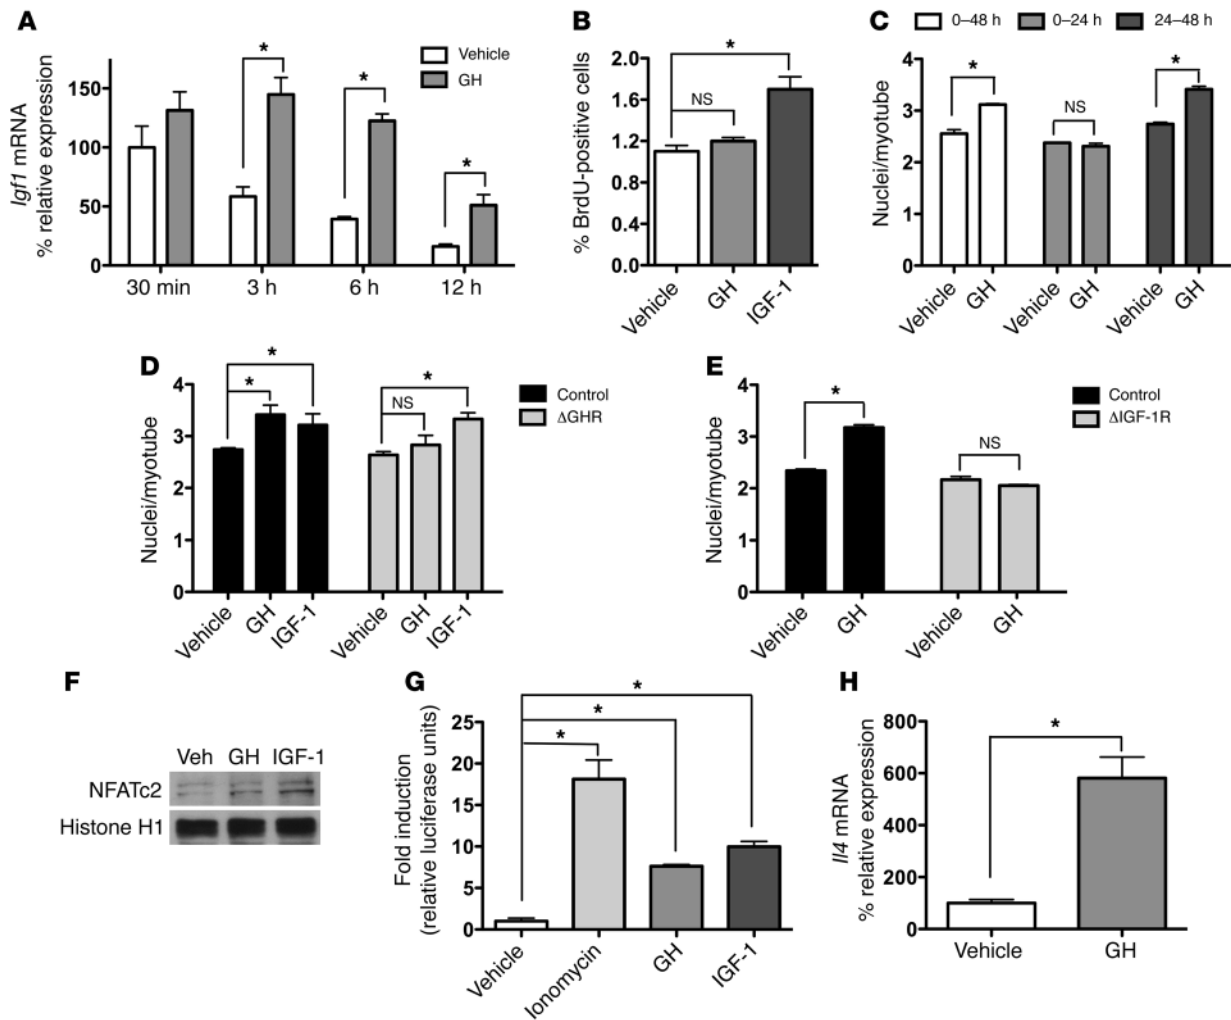 A
Igf1 mRNA
% relative expression
150
100
50
0
*
*
*
Vehicle
GH
30 min
3 h
6 h
12 h
B
% BrdU-positive cells
2.0
1.6
1.2
0.8
0.4
0.0
*
NS
Vehicle
GH
IGF-1
C
0–48 h
0–24 h
24–48 h
Nuclei/myotube
4
3
2
1
0
*
NS
*
Vehicle
GH
Vehicle
GH
Vehicle
GH
D
Nuclei/myotube
4
3
2
1
0
*
*
*
NS
Control
ΔGHR
Vehicle
GH
IGF-1
Vehicle
GH
IGF-1
E
Nuclei/myotube
4
3
2
1
0
*
NS
Control
ΔIGF-1R
Vehicle
GH
Vehicle
GH
F
Veh GH IGF-1
NFATc2
Histone H1
G
Fold induction
(relative luciferase units)
25
20
15
10
5
0
*
*
*
Vehicle
Ionomycin
GH
IGF-1
H
Il4 mRNA
% relative expression
800
600
400
200
0
*
Vehicle
GH